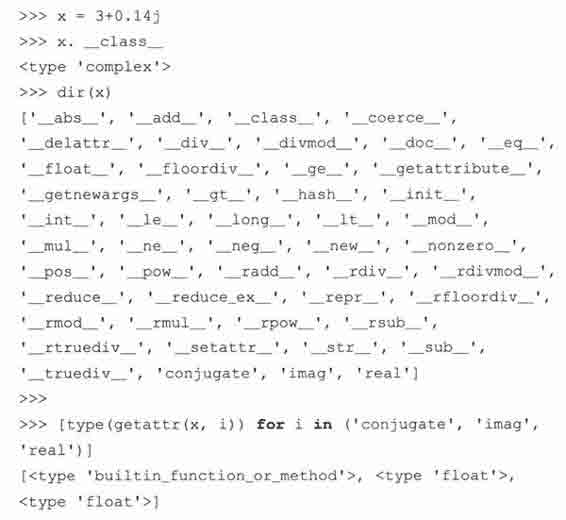 >>> x = 3+0.14j
>>> x. __class__
<type 'complex'>
>>> dir(x)
['__abs__', '__add__', '__class__', '__coerce__',
'__delattr__', '__div__', '__divmod__', '__doc__', '__eq__',
'__float__', '__floordiv__', '__ge__', '__getattribute__',
'__getnewargs__', '__gt__', '__hash__', '__init__',
'__int__', '__le__', '__long__', '__lt__', '__mod__',
'__mul__', '__ne__', '__neg__', '__new__', '__nonzero__',
'__pos__', '__pow__', '__radd__', '__rdiv__', '__rdivmod__',
'__reduce__', '__reduce_ex__', '__repr__', '__rfloordiv__',
'__rmod__', '__rmul__', '__rpow__', '__rsub__',
'__rtruediv__', '__setattr__', '__str__', '__sub__',
'__truediv__', 'conjugate', 'imag', 'real']
>>>
>>> [type(getattr(x, i)) for i in ('conjugate', 'imag',
'real')]
[<type 'builtin_function_or_method'>, <type 'float'>,
<type 'float'>]